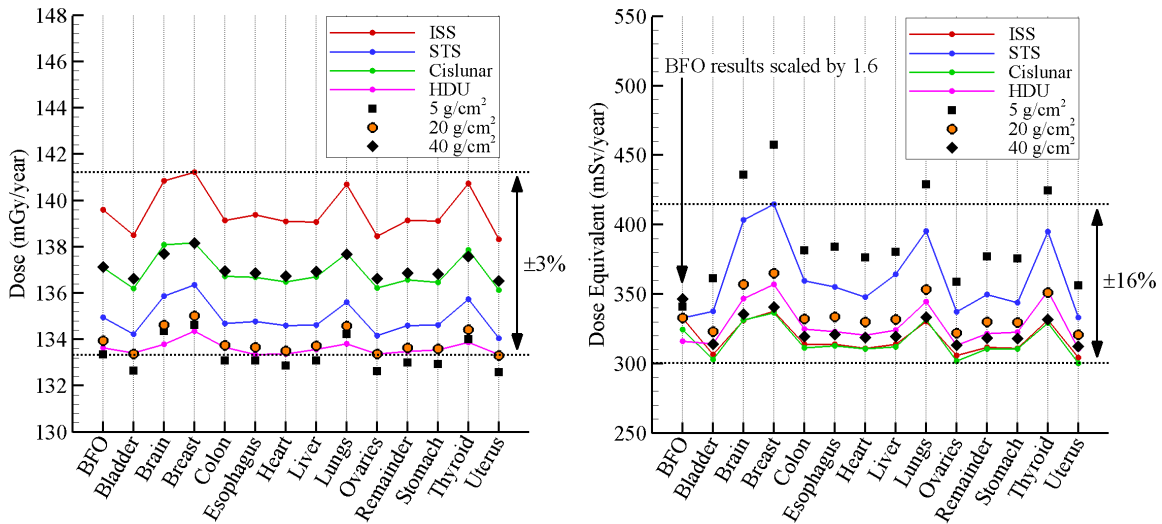 148
146
144
142
140
138
136
134
132
130
Dose (mGy/year)
ISS
STS
Cislunar
HDU
5 g/cm²
20 g/cm²
40 g/cm²
±3%
BFO
Bladder
Brain
Breast
Colon
Esophagus
Heart
Liver
Lungs
Ovaries
Remainder
Stomach
Thyroid
Uterus
550
500
450
400
350
300
250
Dose Equivalent (mSv/year)
BFO results scaled by 1.6
ISS
STS
Cislunar
HDU
5 g/cm²
20 g/cm²
40 g/cm²
±16%
BFO
Bladder
Brain
Breast
Colon
Esophagus
Heart
Liver
Lungs
Ovaries
Remainder
Stomach
Thyroid
Uterus